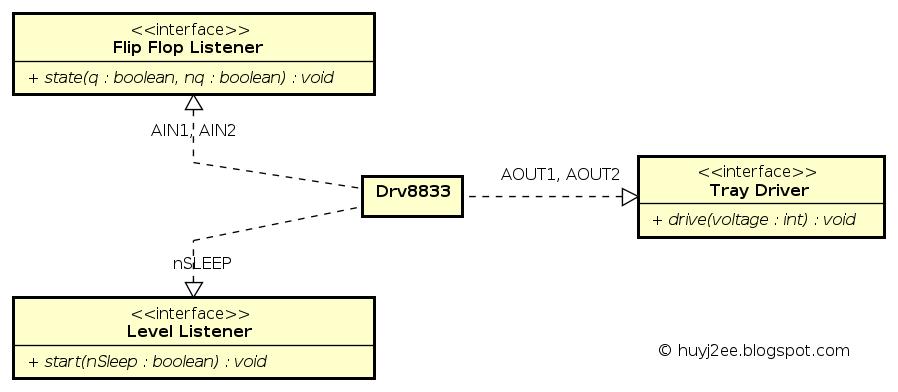 <<interface>>
Flip Flop Listener
+ state(q : boolean, nq : boolean) : void
AIN1, AIN2
Drv8833
AOUT1, AOUT2
<<interface>>
Tray Driver
+ drive(voltage : int) : void
nSLEEP
<<interface>>
Level Listener
+ start(nSleep : boolean) : void
© huyj2ee.blogspot.com